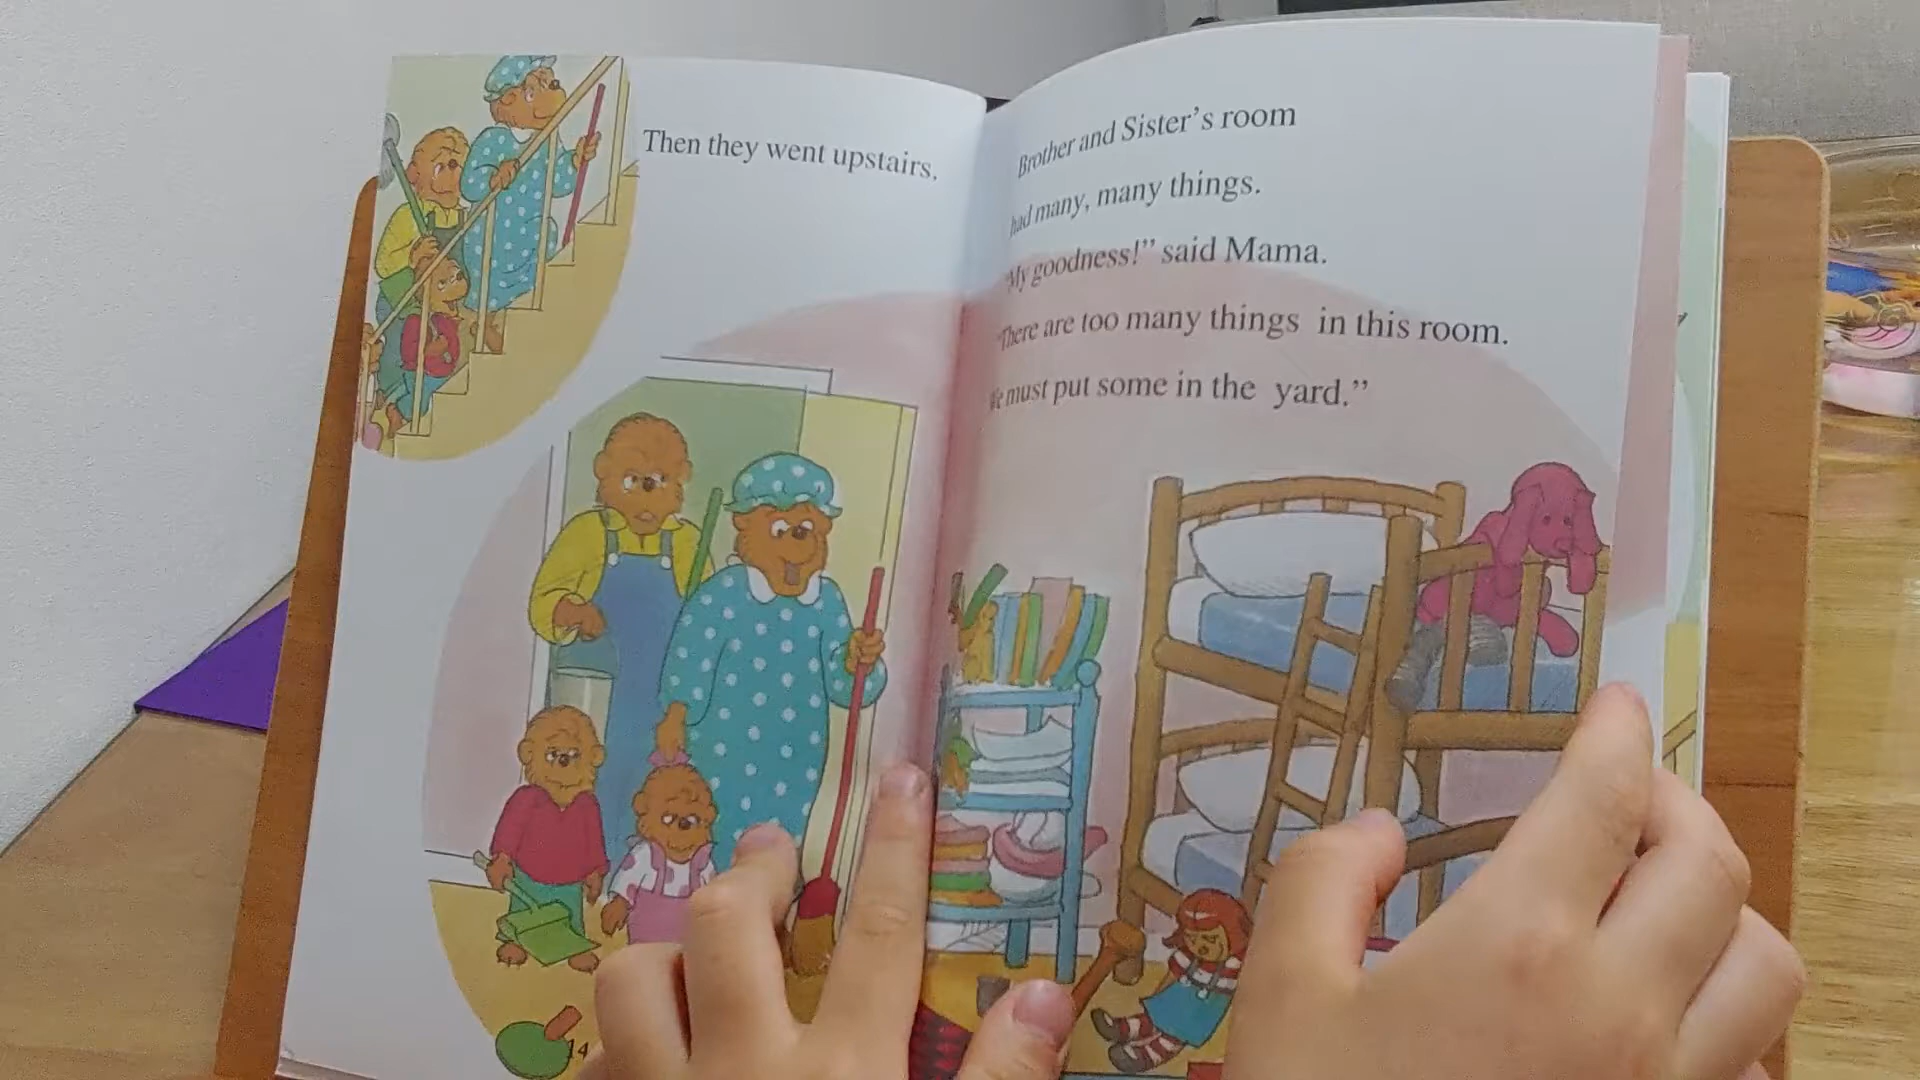 Then they went upstairs.
Brother and Sister's room
had many, many things.
"My goodness!" said Mama.
"There are too many things in this room.
We must put some in the yard."
14